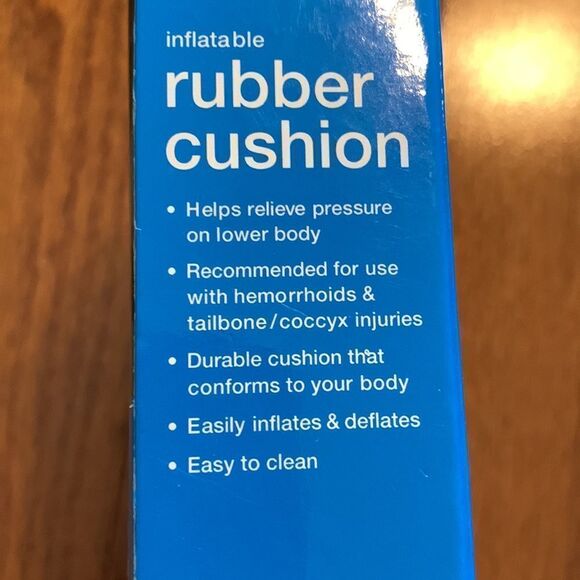 inflatable
rubber
cushion
• Helps relieve pressure
on lower body
• Recommended for use
with hemorrhoids &
tailbone/coccyx injuries
• Durable cushion that
conforms to your body
• Easily inflates & deflates
• Easy to clean